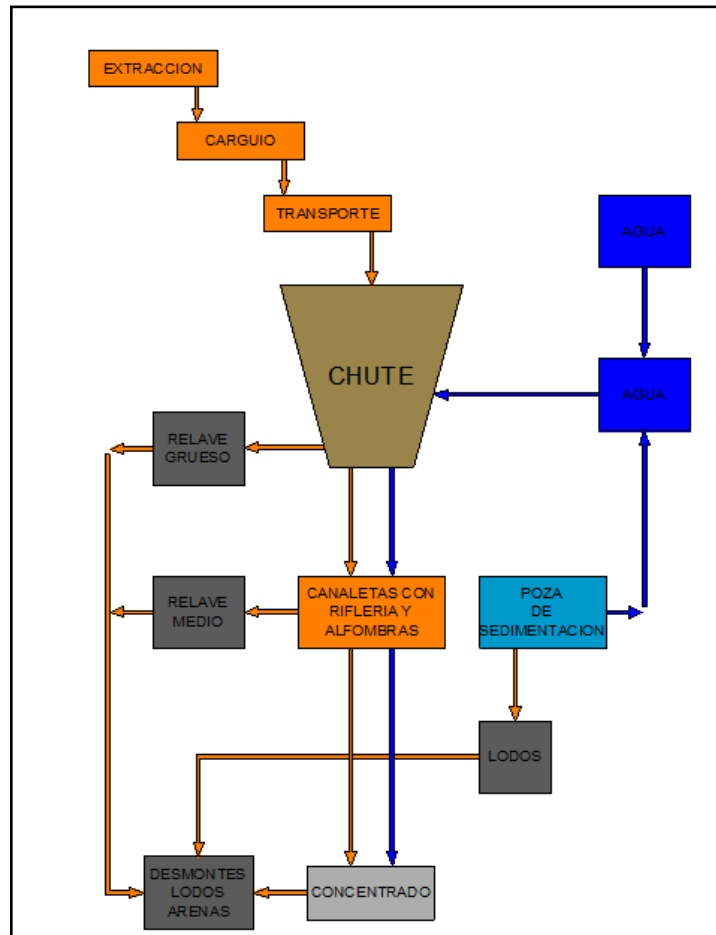 EXTRACCION
CARGUIO
TRANSPORTE
AGUA
CHUTE
AGUA
RELAVE
GRUESO
RELAVE
MEDIO
CANALETAS CON
RIFLERIA Y
ALFOMBRAS
POZA
DE
SEDIMENTACION
LODOS
DESMONTES
LODOS
ARENAS
CONCENTRADO